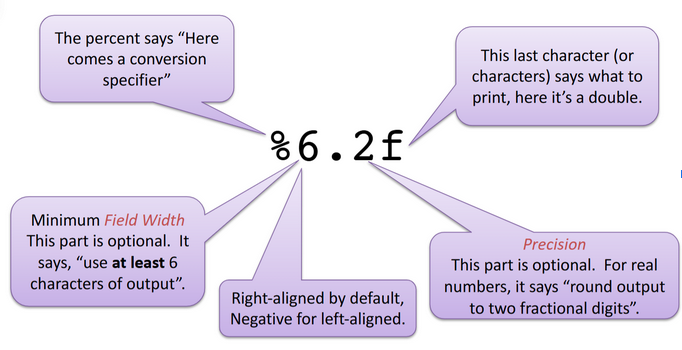 The percent says “Here
comes a conversion
specifier”
This last character (or
characters) says what to
print, here it’s a double.
%6.2f
Minimum Field Width
This part is optional.  It
says, “use at least 6
characters of output”.
Right-aligned by default,
Negative for left-aligned.
Precision
This part is optional.  For real
numbers, it says “round output
to two fractional digits”.